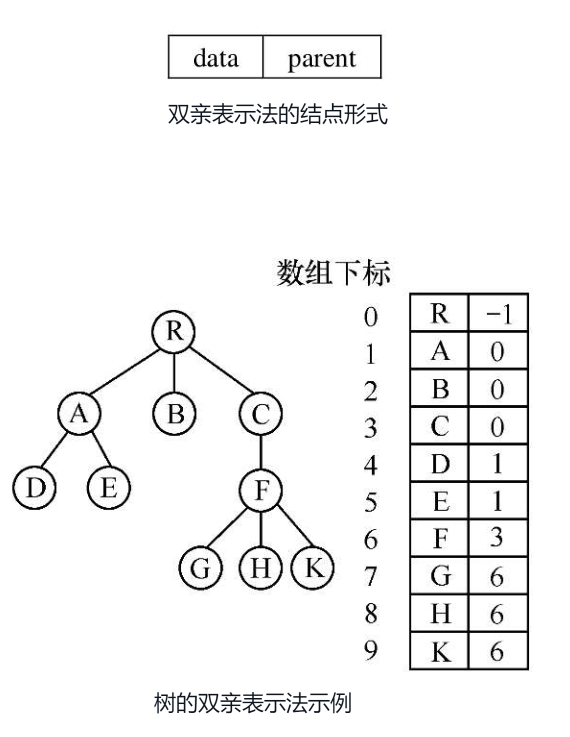 data parent
双亲表示法的结点形式
数组下标
0 R -1
1 A 0
2 B 0
3 C 0
4 D 1
5 E 1
6 F 3
7 G 6
8 H 6
9 K 6
R
A B C
D E F
G H K
树的双亲表示法示例